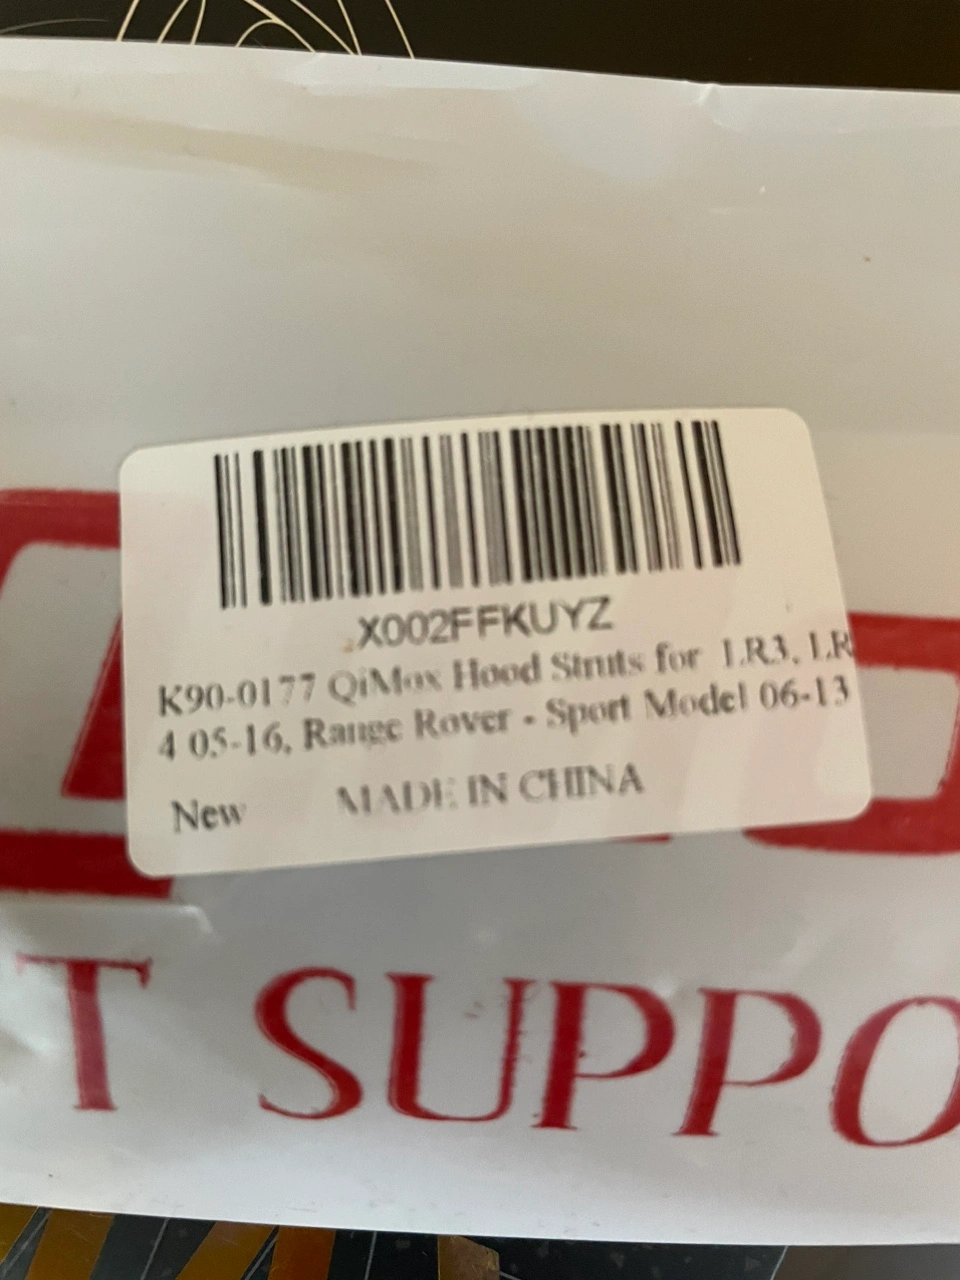 X002FFKUYZ
K90-0177 QiMox Hood Struts for LR3, LR
4 05-16, Range Rover - Sport Model 06-13
New MADE IN CHINA
T SUPPO